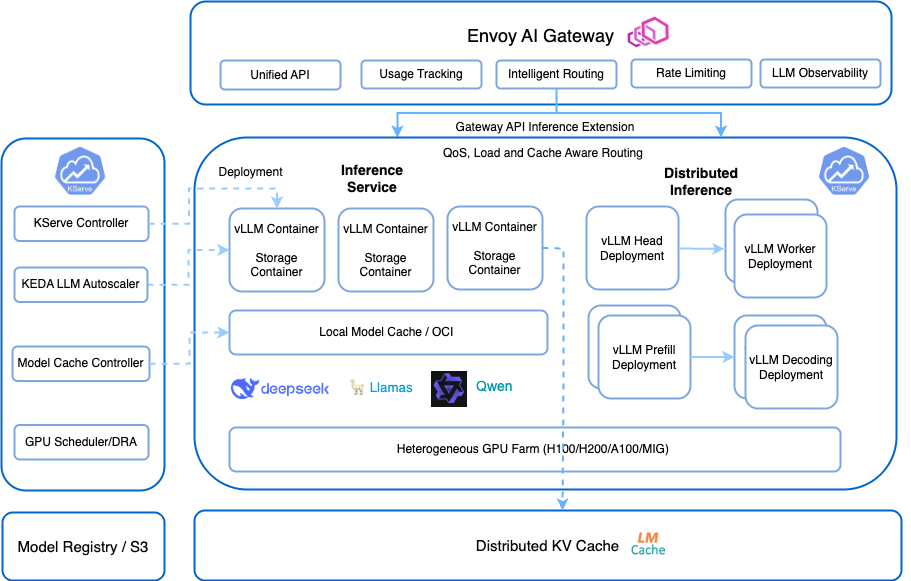 Envoy AI Gateway
Unified API
Usage Tracking
Intelligent Routing
Rate Limiting
LLM Observability
Gateway API Inference Extension
QoS, Load and Cache Aware Routing
KServe
KServe Controller
KEDA LLM Autoscaler
Model Cache Controller
GPU Scheduler/DRA
Deployment
Inference
Service
vLLM Container
Storage
Container
vLLM Container
Storage
Container
vLLM Container
Storage
Container
Distributed
Inference
KServe
vLLM Head
Deployment
vLLM Worker
Deployment
vLLM Prefill
Deployment
vLLM Decoding
Deployment
Local Model Cache / OCI
deepseek
Llamas
Qwen
Heterogeneous GPU Farm (H100/H200/A100/MIG)
Model Registry / S3
Distributed KV Cache
LM
Cache